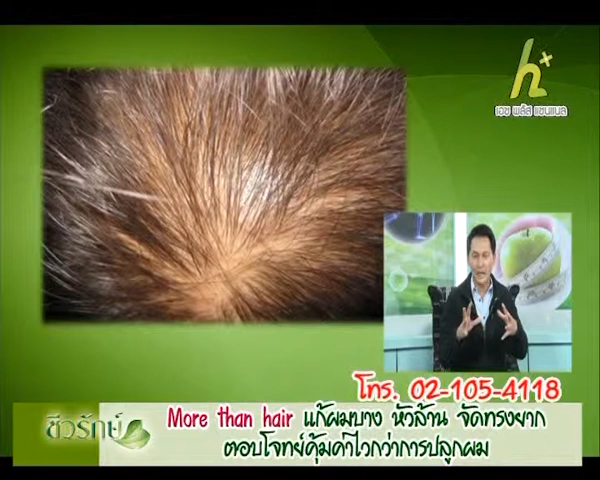 h+
เอช พลัส แชนแนล
โทร. 02-105-4118
ชีวรักษ์
More than hair แก้ผมบาง หัวล้าน จัดทรงยาก
ตอบโจทย์คุ้มค่าไวกว่าการปลูกผม